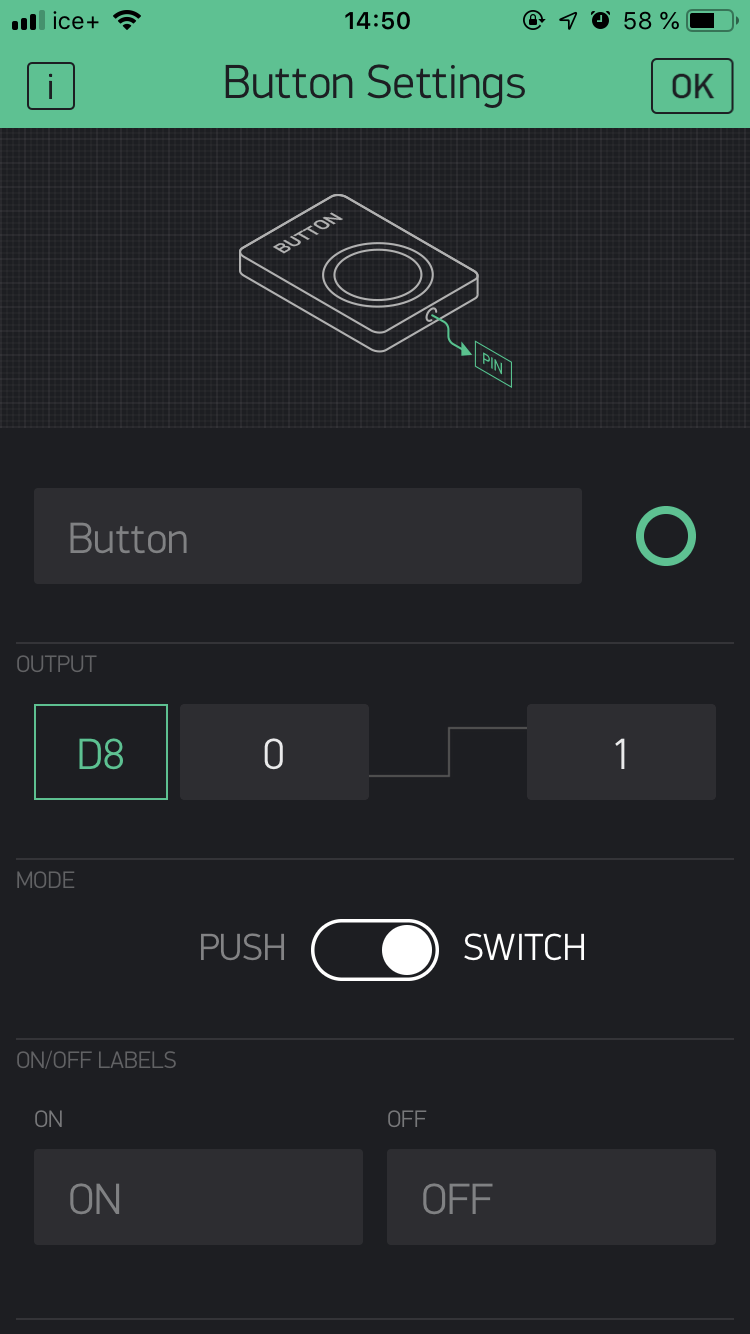 ice+ 14:50 58 %
i Button Settings OK
BUTTON
PIN
Button
OUTPUT
D8 0 1
MODE
PUSH SWITCH
ON/OFF LABELS
ON OFF
ON OFF